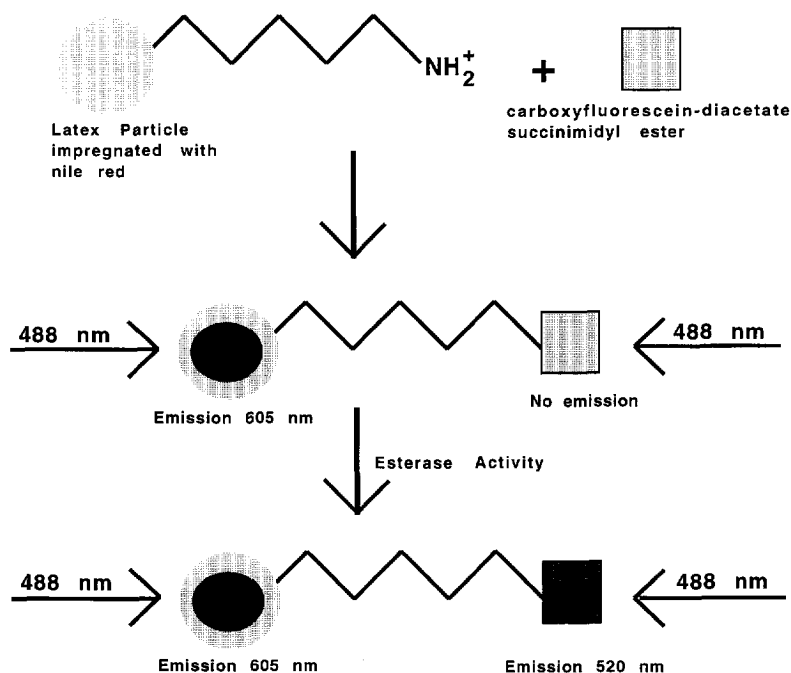 NH2+
+
carboxyfluorescein-diacetate
succinimidyl ester
Latex Particle
impregnated with
nile red
488 nm
488 nm
Emission 605 nm
No emission
Esterase Activity
488 nm
488 nm
Emission 605 nm
Emission 520 nm